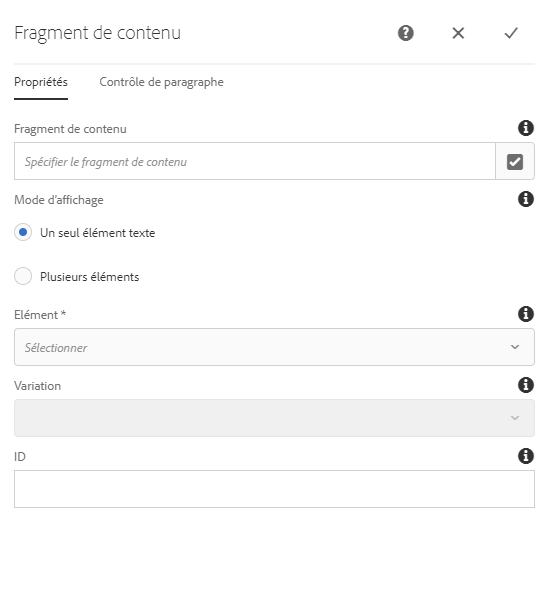 Fragment de contenu
Propriétés Contrôle de paragraphe
Fragment de contenu
Spécifier le fragment de contenu
Mode d'affichage
Un seul élément texte
Plusieurs éléments
Elément *
Sélectionner
Variation
ID